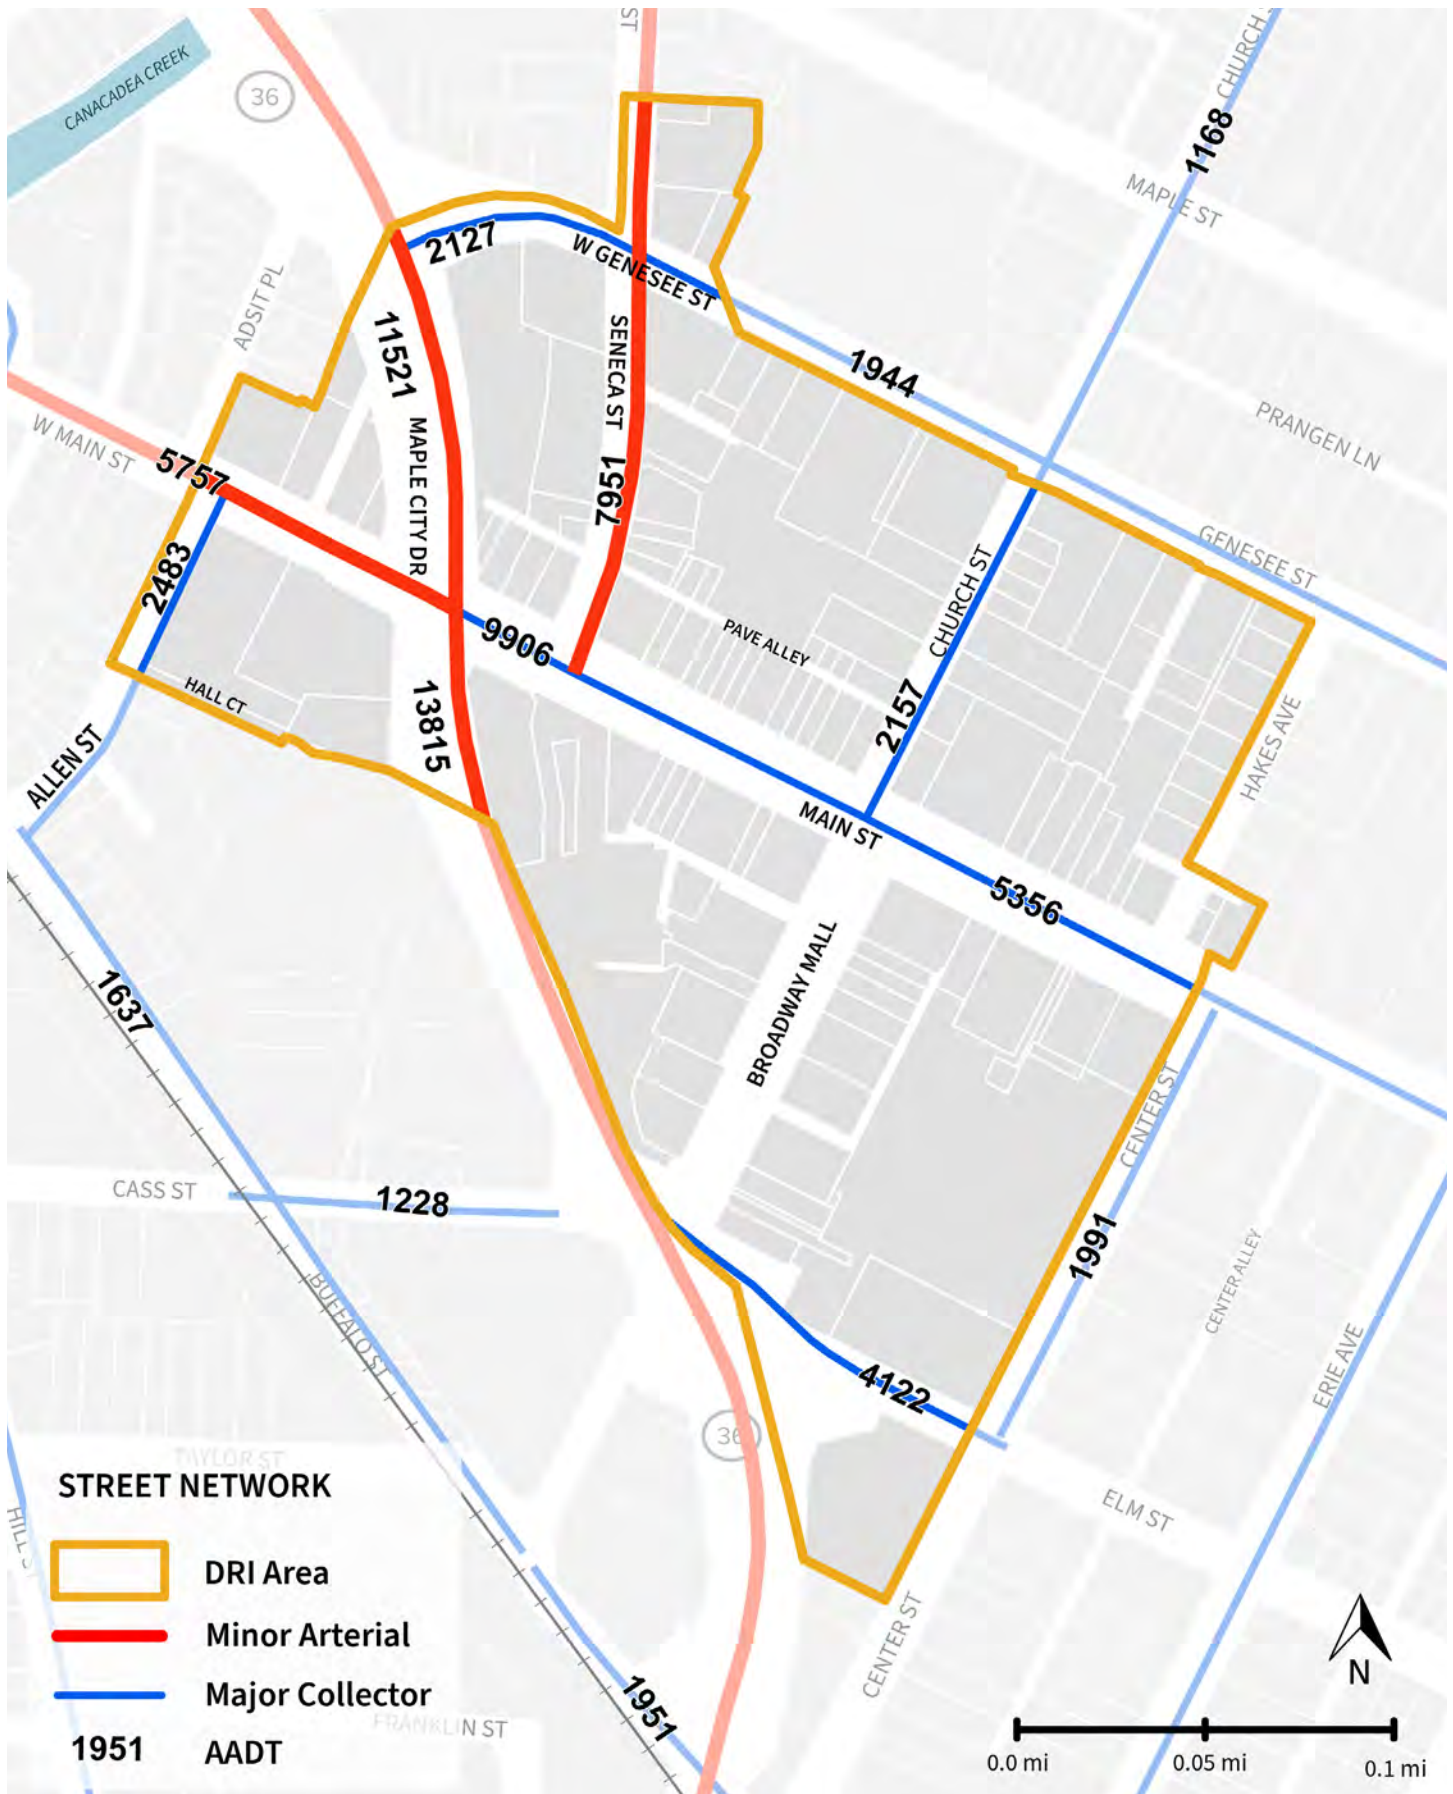 ST
CHURCH S
CANACADEA CREEK
36
1168
MAPLE ST
2127
W GENESEE ST
ADSIT PL
11521
SENECA ST
1944
PRANGEN LN
W MAIN ST
5757
MAPLE CITY DR
7951
GENESEE ST
2483
CHURCH ST
9906
PAVE ALLEY
HALL CT
13815
2157
HAKES AVE
ALLEN ST
MAIN ST
5356
BROADWAY MALL
1637
CENTER ST
CASS ST
1228
1991
CENTER ALLEY
BUFFALO ST
ERIE AVE
4122
36
TAYLOR ST
ELM ST
HILL S
CENTER ST
1951
FRANKLIN ST
STREET NETWORK
DRI Area
Minor Arterial
Major Collector
1951 AADT
N
0.0 mi 0.05 mi 0.1 mi